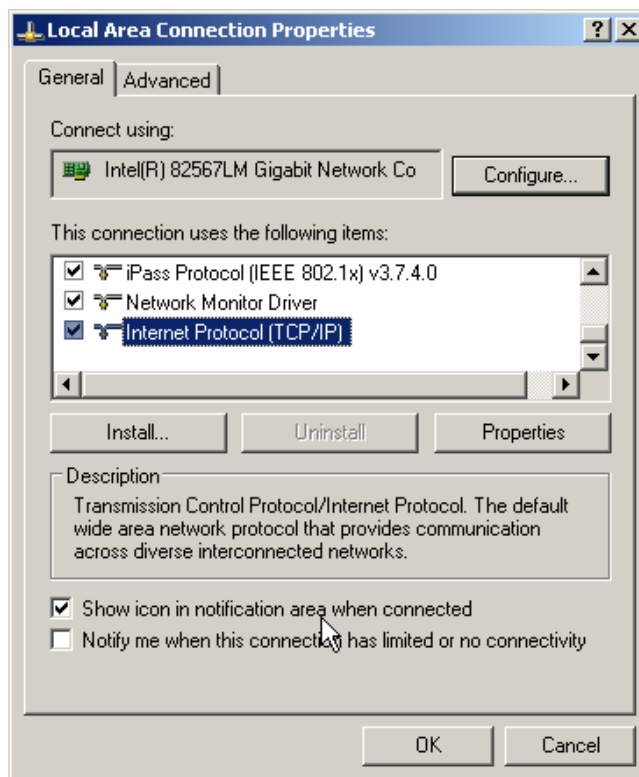 Local Area Connection Properties
General
Advanced
Connect using:
Intel(R) 82567LM Gigabit Network Co
Configure...
This connection uses the following items:
iPass Protocol (IEEE 802.1x) v3.7.4.0
Network Monitor Driver
Internet Protocol (TCP/IP)
Install...
Uninstall
Properties
Description
Transmission Control Protocol/Internet Protocol. The default
wide area network protocol that provides communication
across diverse interconnected networks.
Show icon in notification area when connected
Notify me when this connection has limited or no connectivity
OK
Cancel